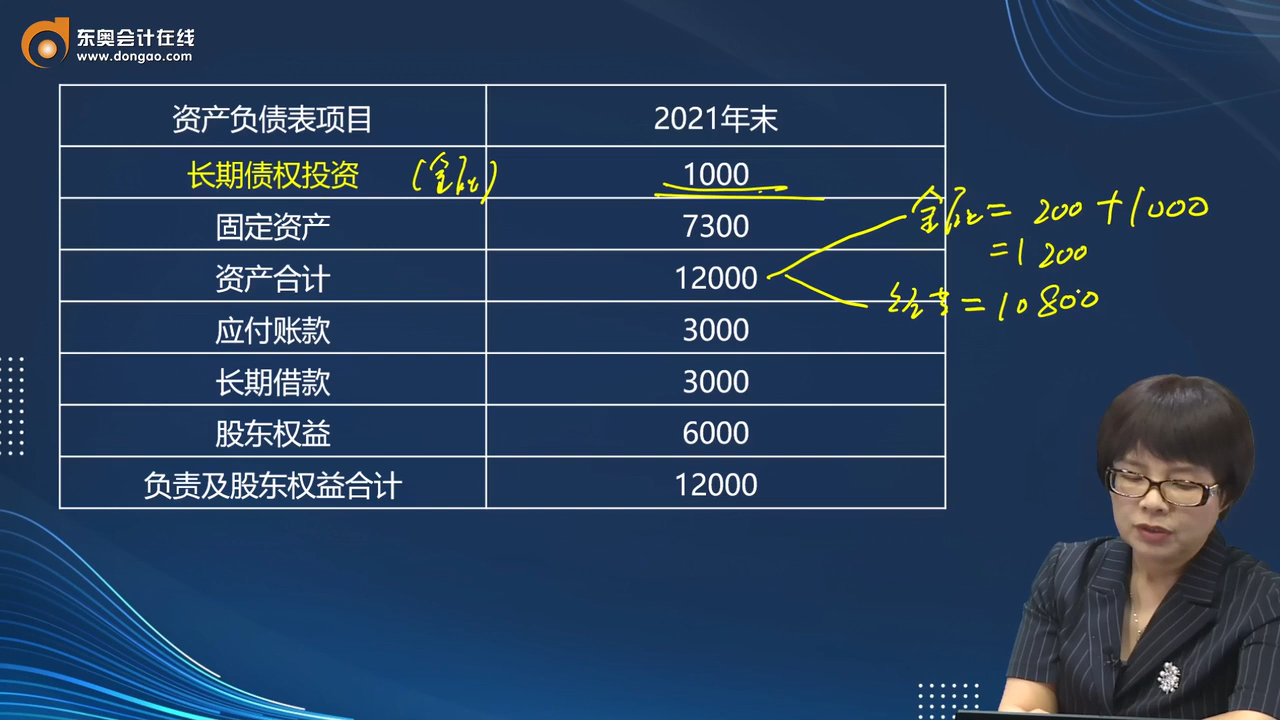 东奥会计在线
www.dongao.com
资产负债表项目 2021年末
长期债权投资 (金融) 1000
固定资产 7300
资产合计 12000
应付账款 3000
长期借款 3000
股东权益 6000
负责及股东权益合计 12000
金融=200+1000
=1200
经营=10800